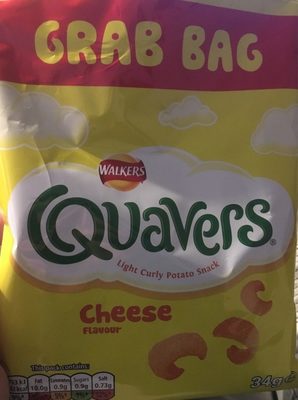 GRAB BAG
WALKERS
QUAVERS®
Light Curly Potato Snack
Cheese
Flavour
34g e
This pack contains:
Fat Saturates Sugars Salt
10.0g 0.9g 0.9g 0.73g